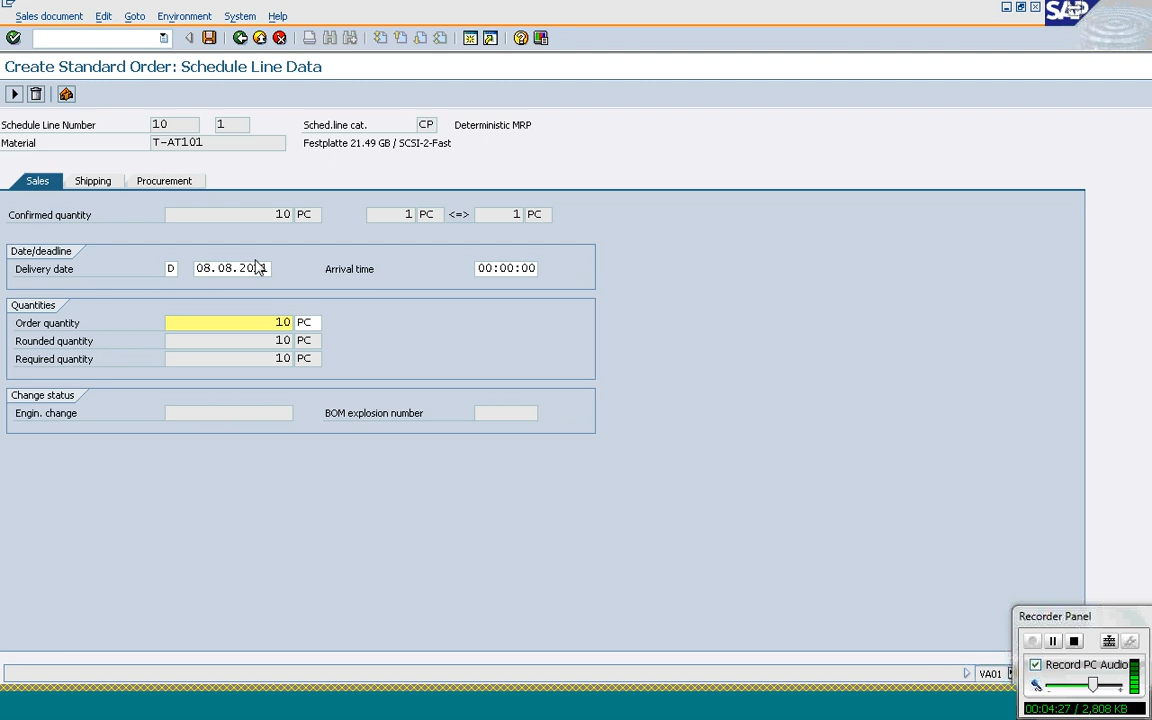 Sales document Edit Goto Environment System Help
SAP
Create Standard Order: Schedule Line Data
Schedule Line Number 10 1 Sched.line cat. CP Deterministic MRP
Material T-AT101 Festplatte 21.49 GB / SCSI-2-Fast
Sales Shipping Procurement
Confirmed quantity 10 PC 1 PC <=> 1 PC
Date/deadline
Delivery date D Arrival time 00:00:00
Quantities
Order quantity 10 PC
Rounded quantity 10 PC
Required quantity 10 PC
Change status
Engin. change BOM explosion number
VA01
Recorder Panel
Record PC Audio
00:04:27 / 2,808 KB